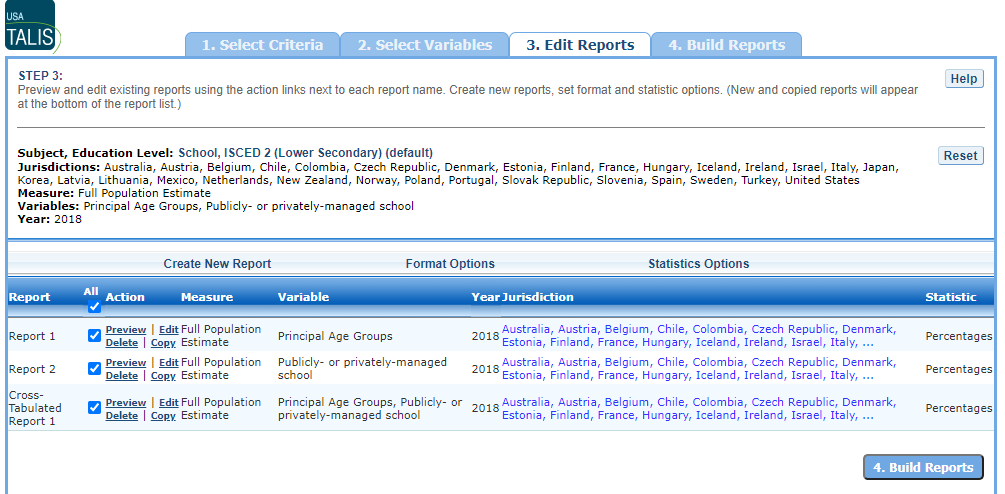 USA
TALIS
1. Select Criteria 2. Select Variables 3. Edit Reports 4. Build Reports
STEP 3:
Preview and edit existing reports using the action links next to each report name. Create new reports, set format and statistic options. (New and copied reports will appear
at the bottom of the report list.)
Help
Subject, Education Level: School, ISCED 2 (Lower Secondary) (default)
Reset
Jurisdictions: Australia, Austria, Belgium, Chile, Colombia, Czech Republic, Denmark, Estonia, Finland, France, Hungary, Iceland, Ireland, Israel, Italy, Japan,
Korea, Latvia, Lithuania, Mexico, Netherlands, New Zealand, Norway, Poland, Portugal, Slovak Republic, Slovenia, Spain, Sweden, Turkey, United States
Measure: Full Population Estimate
Variables: Principal Age Groups, Publicly- or privately-managed school
Year: 2018
Create New Report Format Options Statistics Options
Report All Action Measure Variable Year Jurisdiction Statistic
Report 1 Preview | Edit Full Population Principal Age Groups 2018 Australia, Austria, Belgium, Chile, Colombia, Czech Republic, Denmark, Percentages
Delete | Copy Estimate Estonia, Finland, France, Hungary, Iceland, Ireland, Israel, Italy, ...
Report 2 Preview | Edit Full Population Publicly- or privately-managed 2018 Australia, Austria, Belgium, Chile, Colombia, Czech Republic, Denmark, Percentages
Delete | Copy Estimate school Estonia, Finland, France, Hungary, Iceland, Ireland, Israel, Italy, ...
Cross-
Tabulated Preview | Edit Full Population Principal Age Groups, Publicly- or 2018 Australia, Austria, Belgium, Chile, Colombia, Czech Republic, Denmark, Percentages
Report 1 Delete | Copy Estimate privately-managed school Estonia, Finland, France, Hungary, Iceland, Ireland, Israel, Italy, ...
4. Build Reports